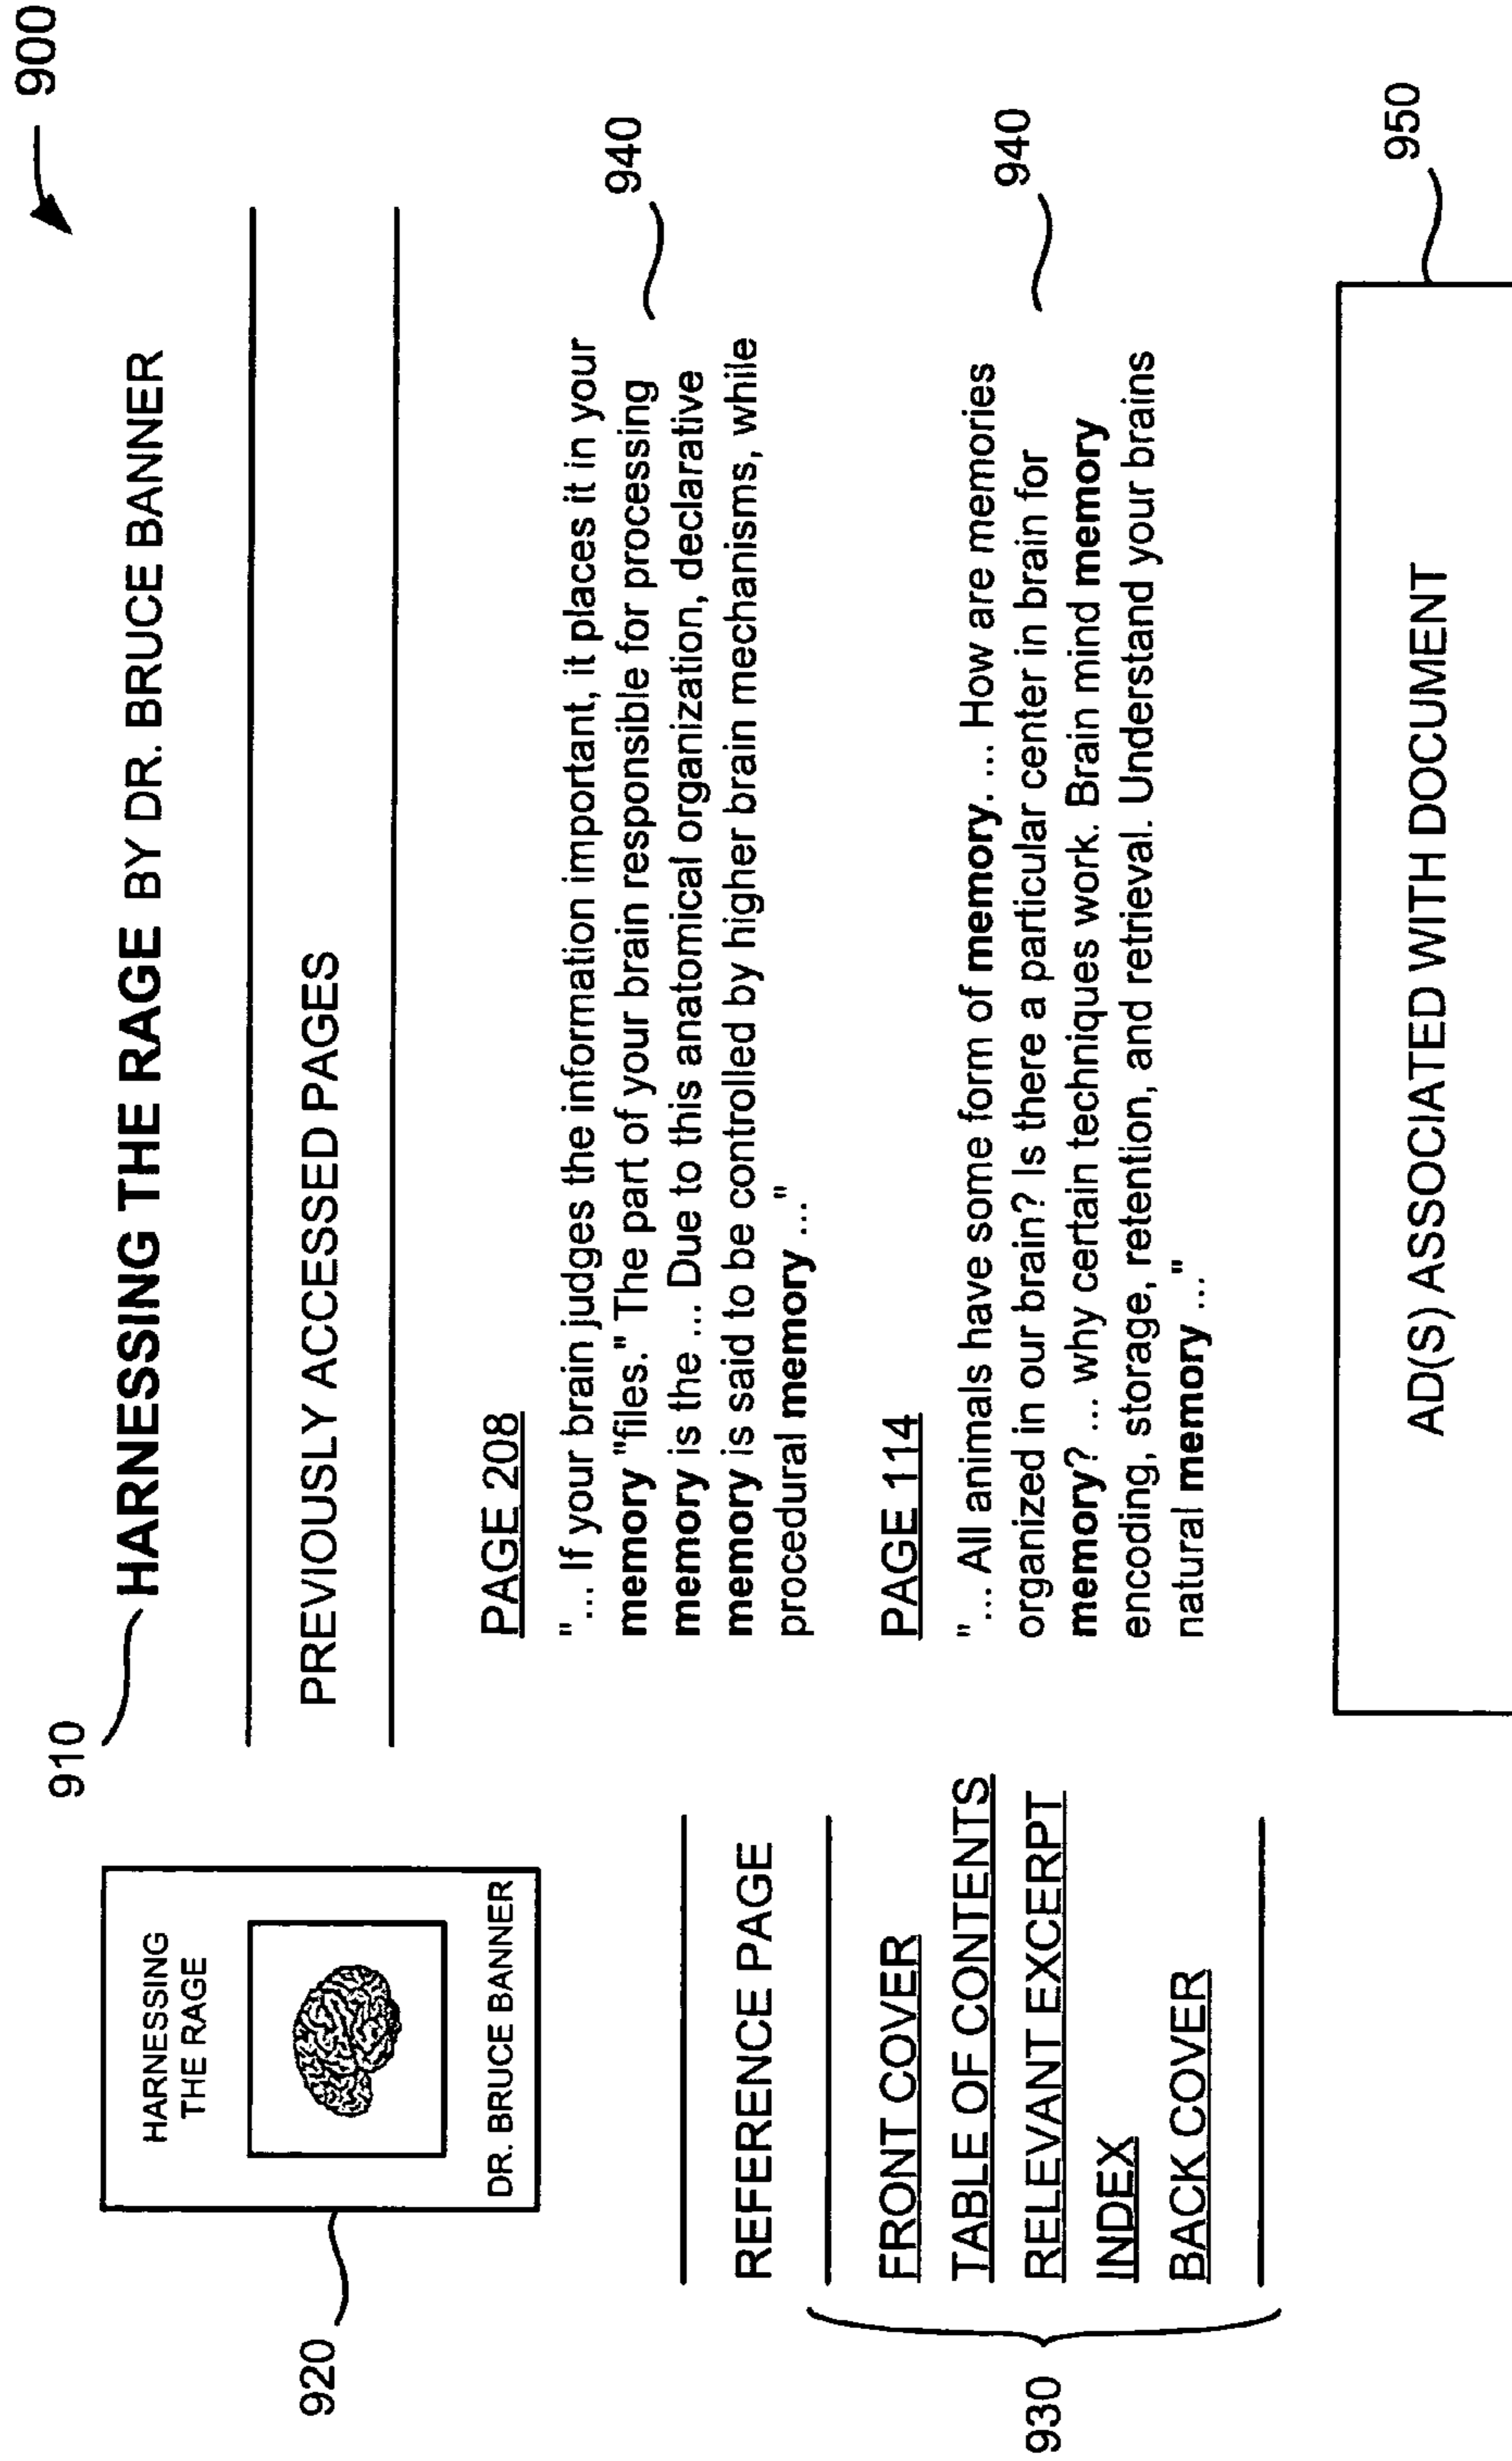 900
910
HARNESSING THE RAGE BY DR. BRUCE BANNER
920
HARNESSING
THE RAGE
DR. BRUCE BANNER
PREVIOUSLY ACCESSED PAGES
REFERENCE PAGE
930
FRONT COVER
TABLE OF CONTENTS
RELEVANT EXCERPT
INDEX
BACK COVER
PAGE 208
"... If your brain judges the information important, it places it in your
memory "files." The part of your brain responsible for processing
memory is the ... Due to this anatomical organization, declarative
memory is said to be controlled by higher brain mechanisms, while
procedural memory ..."
940
PAGE 114
"... All animals have some form of memory. ... How are memories
organized in our brain? Is there a particular center in brain for
memory? ... why certain techniques work. Brain mind memory
encoding, storage, retention, and retrieval. Understand your brains
natural memory ..."
940
AD(S) ASSOCIATED WITH DOCUMENT
950